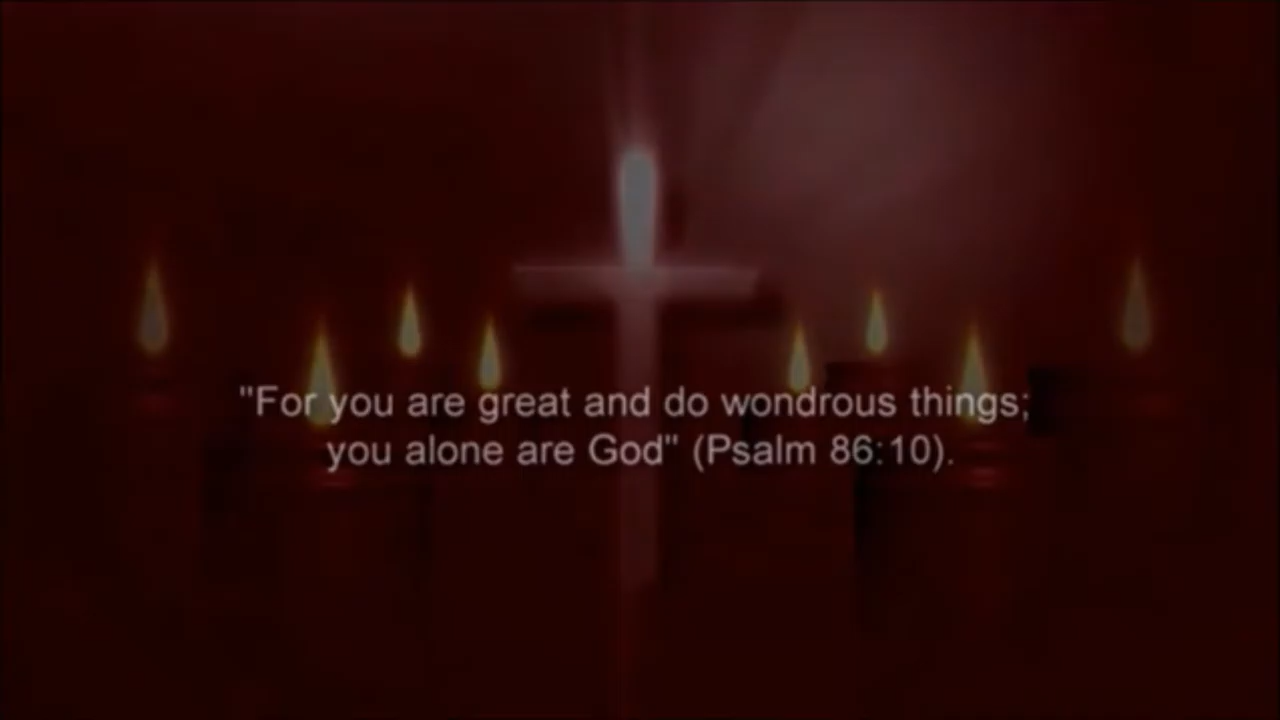 "For you are great and do wondrous things;
you alone are God" (Psalm 86:10).